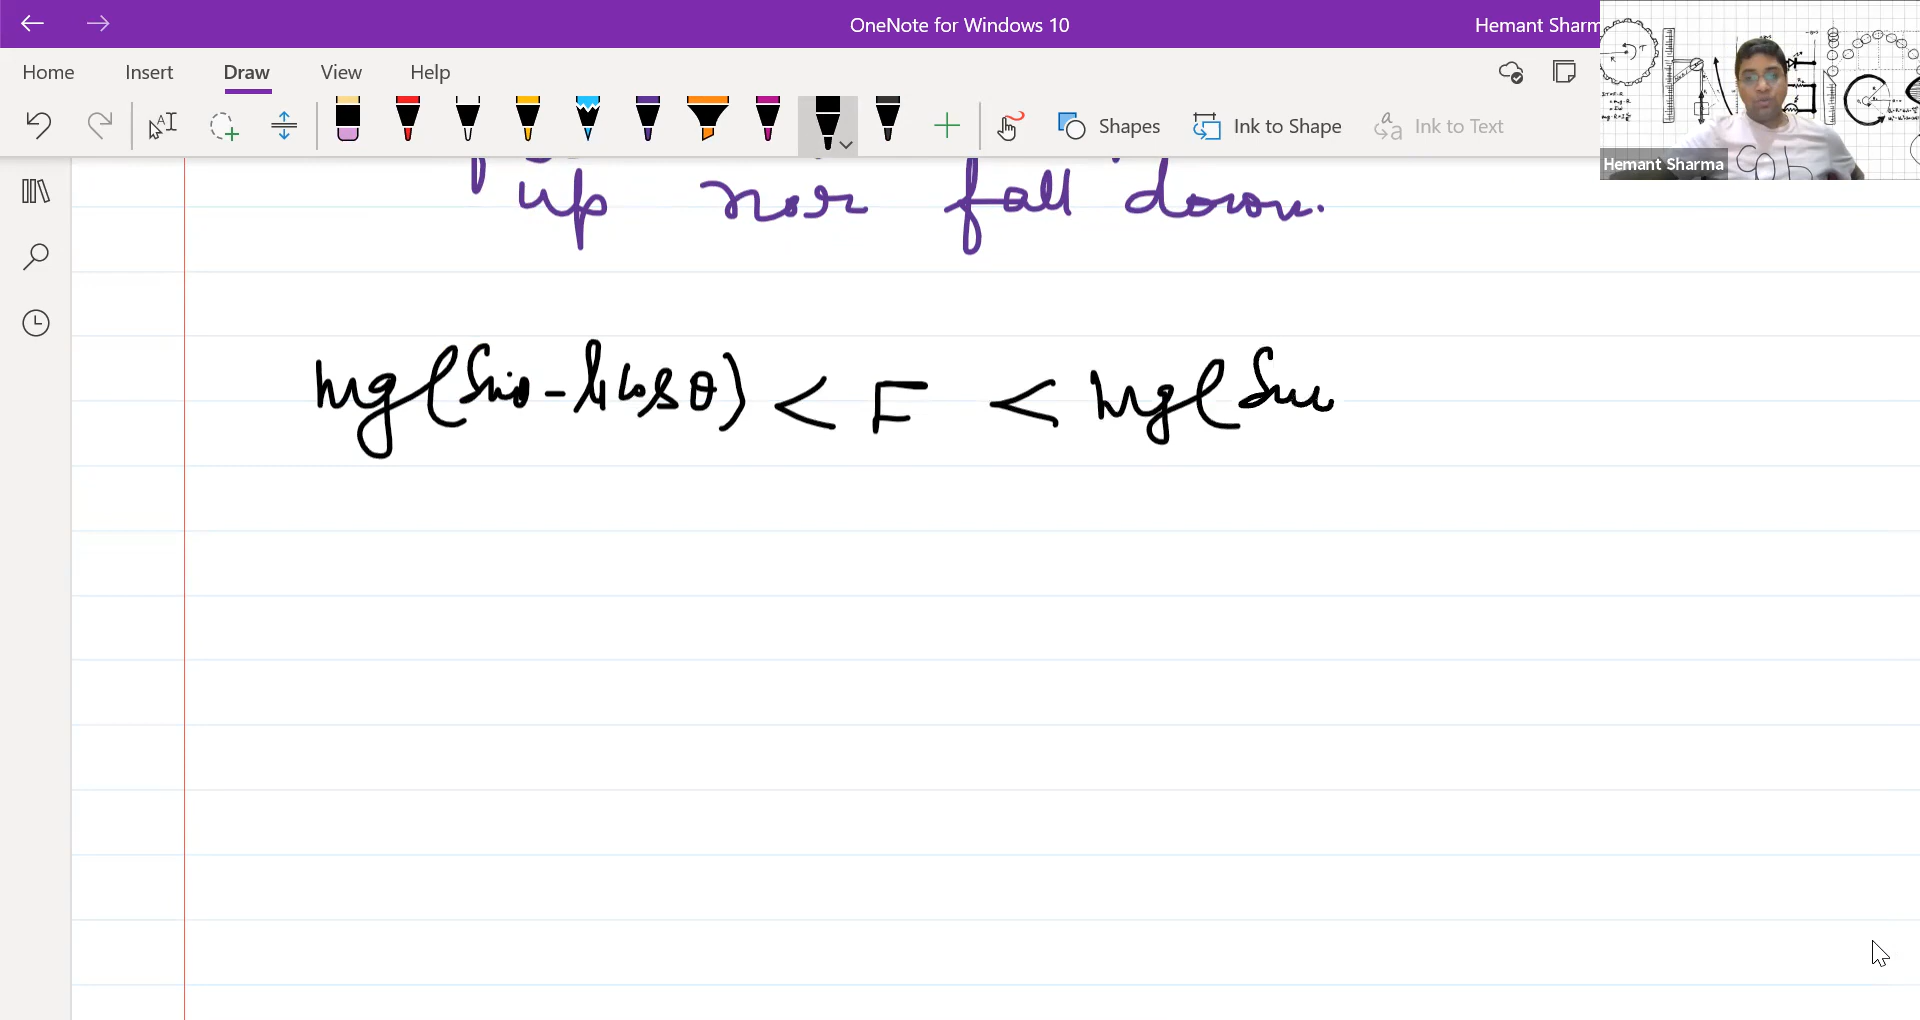 OneNote for Windows 10
Hemant Sharm
Home Insert Draw View Help
Shapes Ink to Shape Ink to Text
Hemant Sharma
up nor fall down.
mg(Sinθ - μ cos θ) < F < mg(Sin